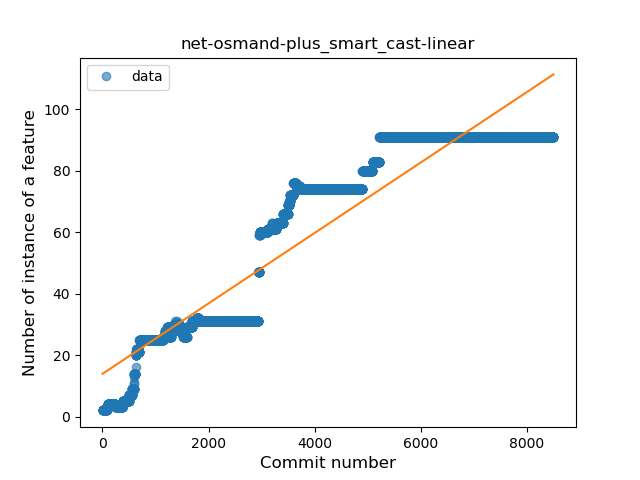 net-osmand-plus_smart_cast-linear
data
Number of instance of a feature
100
80
60
40
20
0
0 2000 4000 6000 8000
Commit number